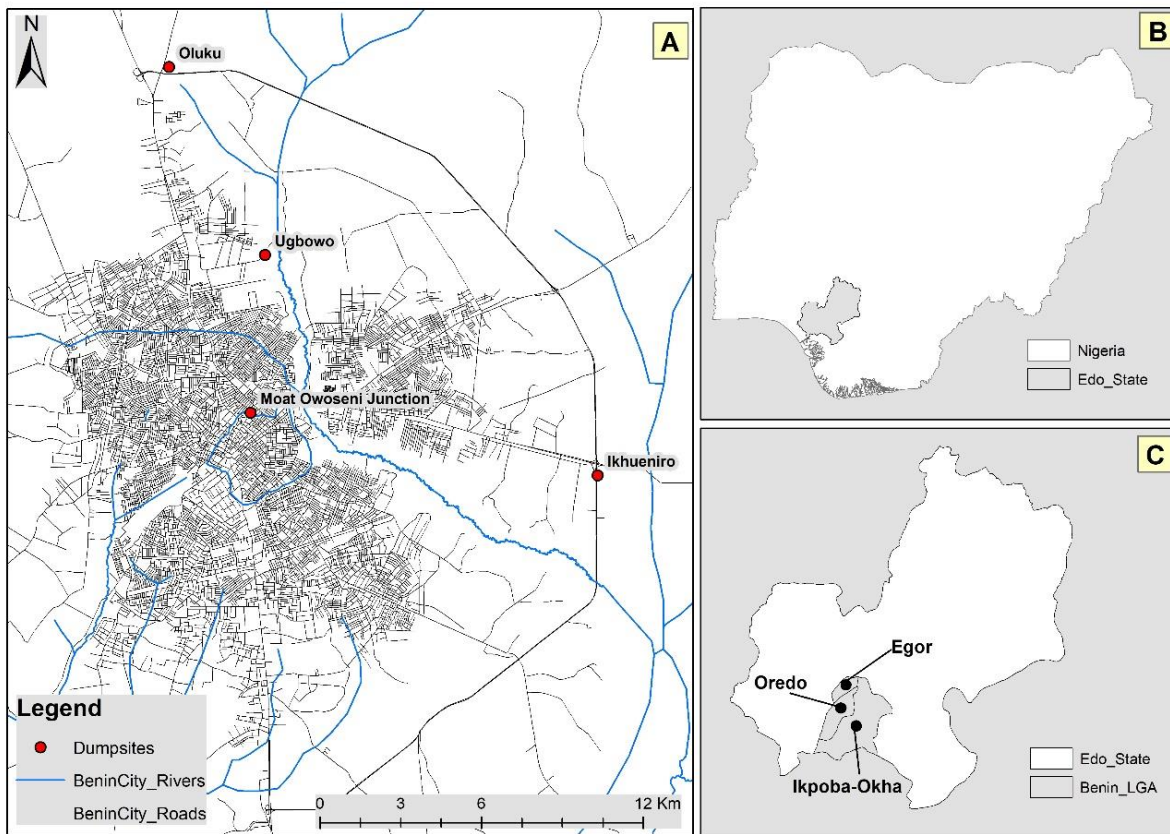 N
A
Oluku
Ugbowo
Moat Owoseni Junction
Ikhueniro
Legend
Dumpsites
BeninCity_Rivers
BeninCity_Roads
0 3 6 12 Km
B
Nigeria
Edo_State
C
Egor
Oredo
Ikpoba-Okha
Edo_State
Benin_LGA